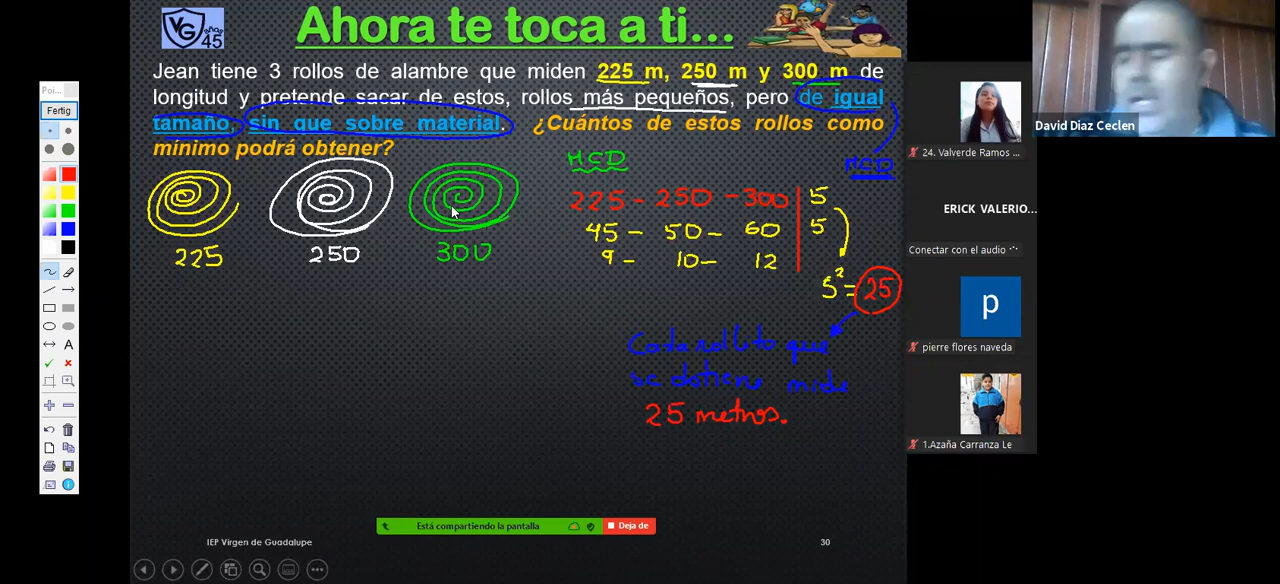 VG
45
Ahora te toca a ti...
Jean tiene 3 rollos de alambre que miden 225 m, 250 m y 300 m de
longitud y pretende sacar de estos, rollos más pequeños, pero de igual
tamaño, sin que sobre material. ¿Cuántos de estos rollos como
mínimo podrá obtener?
225
250
300
MCD
MCD
225 - 250 - 300 | 5
45 - 50 - 60 | 5
9 - 10 - 12
5² = 25
Cada rollito que
se obtiene mide
25 metros.
Poi...
Fertig
A
Está compartiendo la pantalla
Deja de
IEP Virgen de Guadalupe
30
David Diaz Ceclen
24. Valverde Ramos ...
ERICK VALERIO...
Conectar con el audio ...
p
pierre flores naveda
1.Azaña Carranza Le